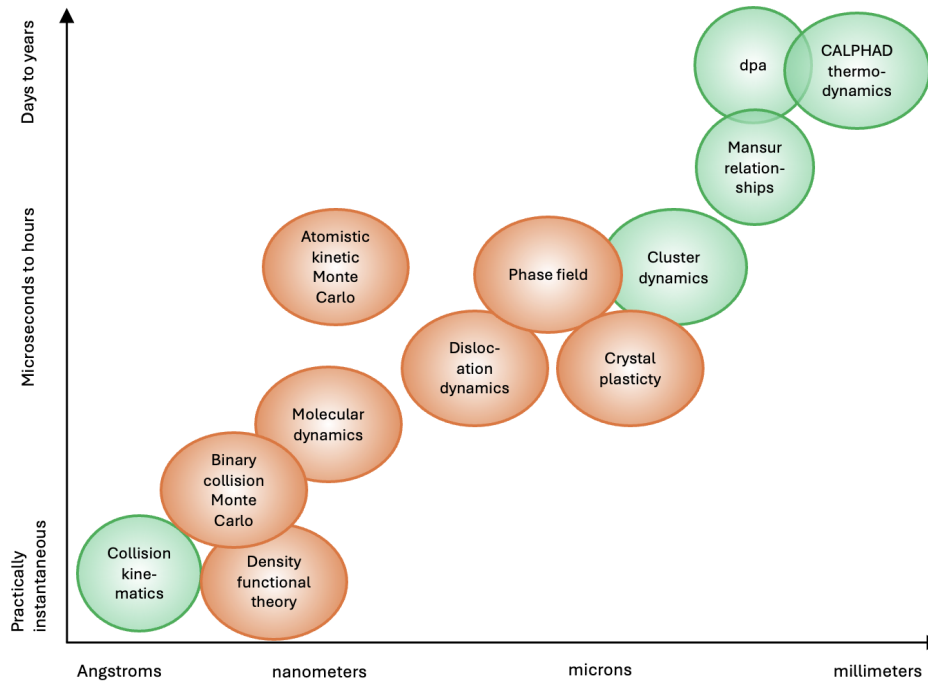 Days to years
Microseconds to hours
Practically
instantaneous
dpa
CALPHAD
thermo-
dynamics
Mansur
relation-
ships
Atomistic
kinetic
Monte
Carlo
Phase field
Cluster
dynamics
Disloc-
ation
dynamics
Crystal
plasticty
Molecular
dynamics
Binary
collision
Monte
Carlo
Collision
kine-
matics
Density
functional
theory
Angstroms
nanometers
microns
millimeters